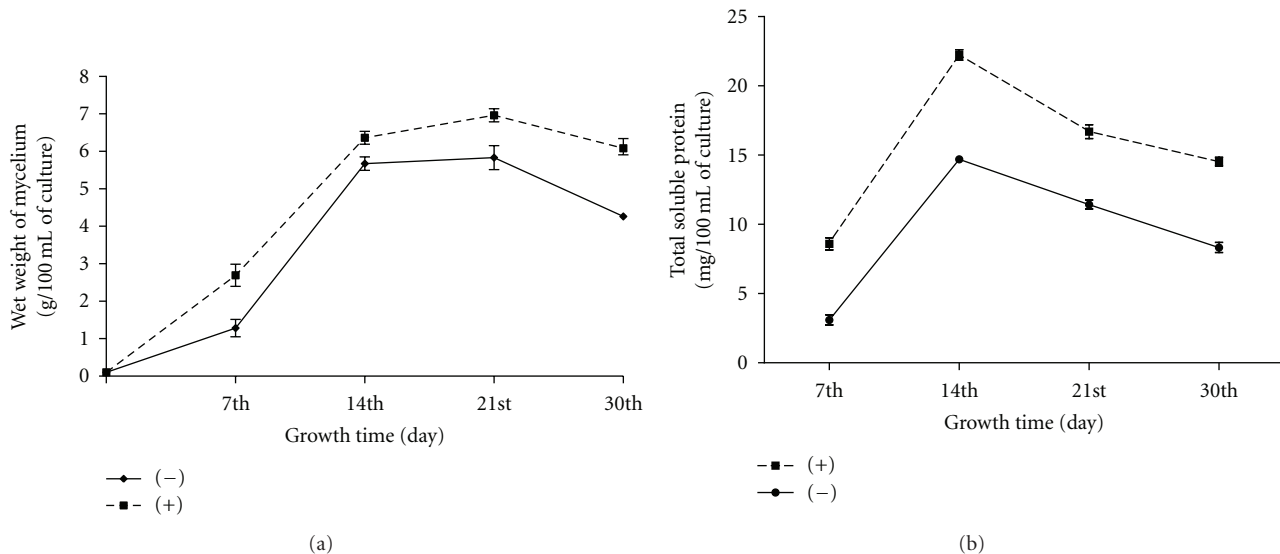 Wet weight of mycelium
(g/100 mL of culture)
8
7
6
5
4
3
2
1
0
7th 14th 21st 30th
Growth time (day)
(−)
(+)
(a)
Total soluble protein
(mg/100 mL of culture)
25
20
15
10
5
0
7th 14th 21st 30th
Growth time (day)
(+)
(−)
(b)